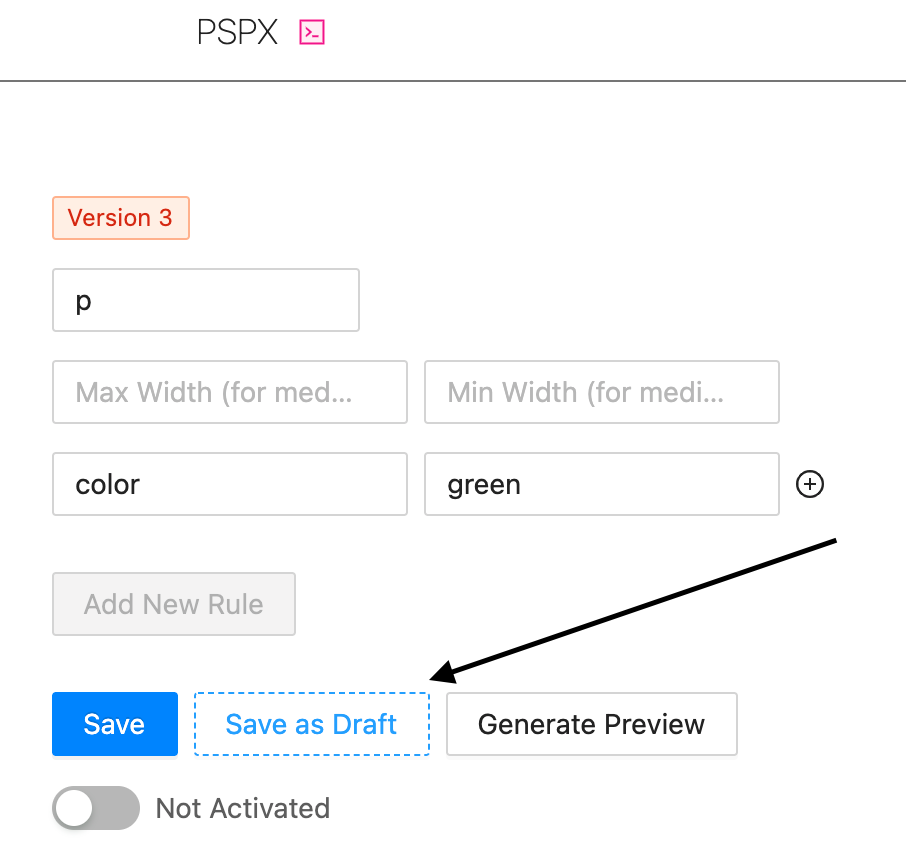 PSPX
Version 3
p
Max Width (for med...
Min Width (for medi...
color
green
Add New Rule
Save
Save as Draft
Generate Preview
Not Activated